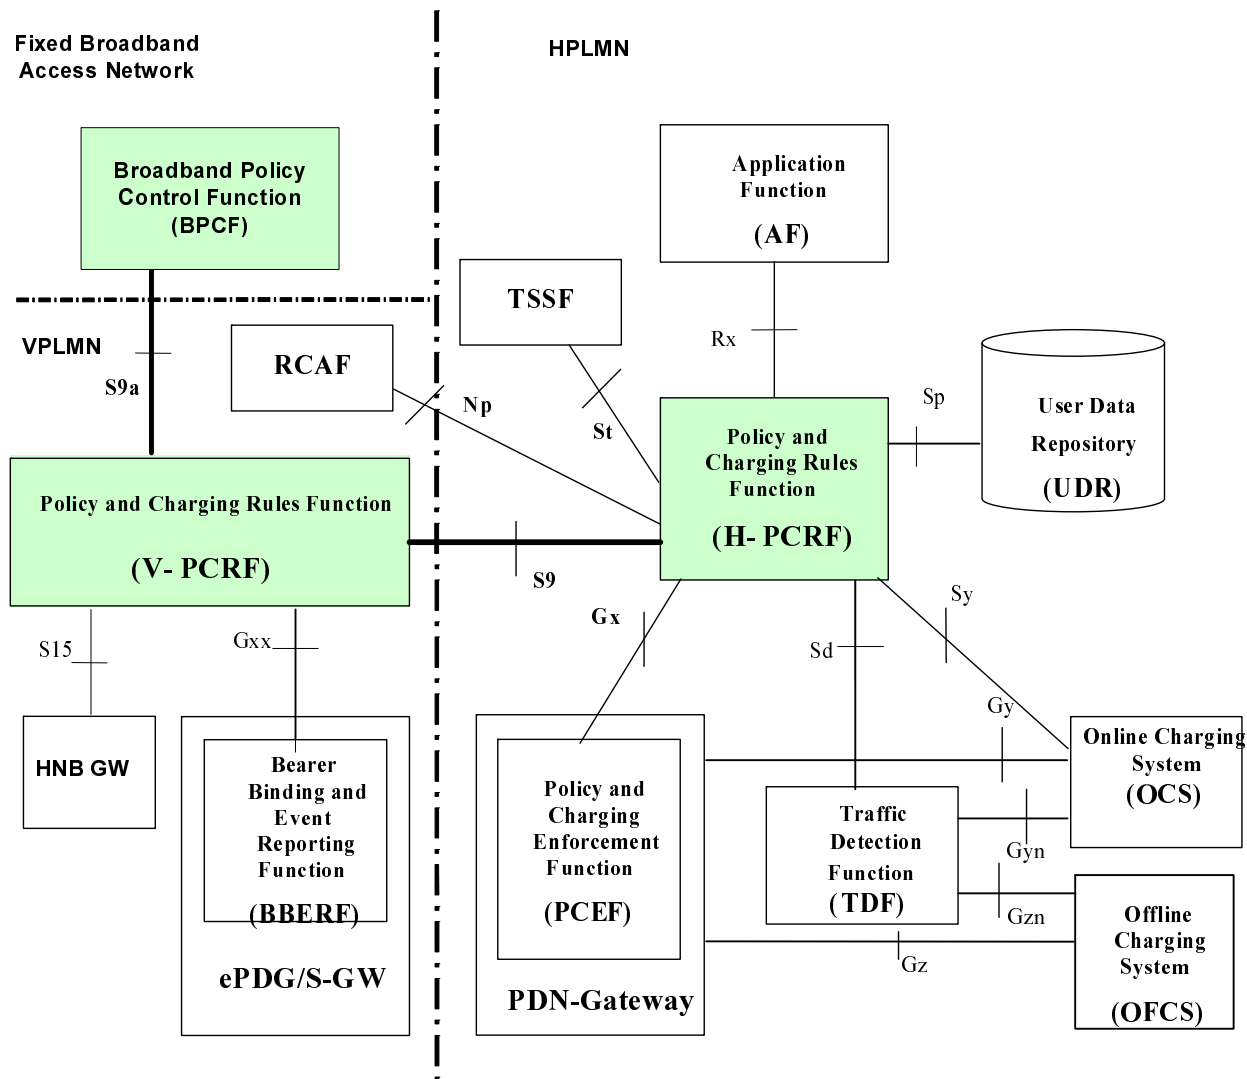 Fixed Broadband
Access Network
HPLMN
Broadband Policy
Control Function
(BPCF)
Application
Function
(AF)
TSSF
VPLMN
RCAF
Rx
S9a
Np
St
Sp
User Data
Repository
(UDR)
Policy and
Charging Rules
Function
(H- PCRF)
Policy and Charging Rules Function
(V- PCRF)
S9
Gx
Sd
Sy
S15
Gxx
Gy
HNB GW
Bearer
Binding and
Event
Reporting
Function
(BBERF)
ePDG/S-GW
Policy and
Charging
Enforcement
Function
(PCEF)
PDN-Gateway
Traffic
Detection
Function
(TDF)
Online Charging
System
(OCS)
Gyn
Gzn
Gz
Offline
Charging
System
(OFCS)